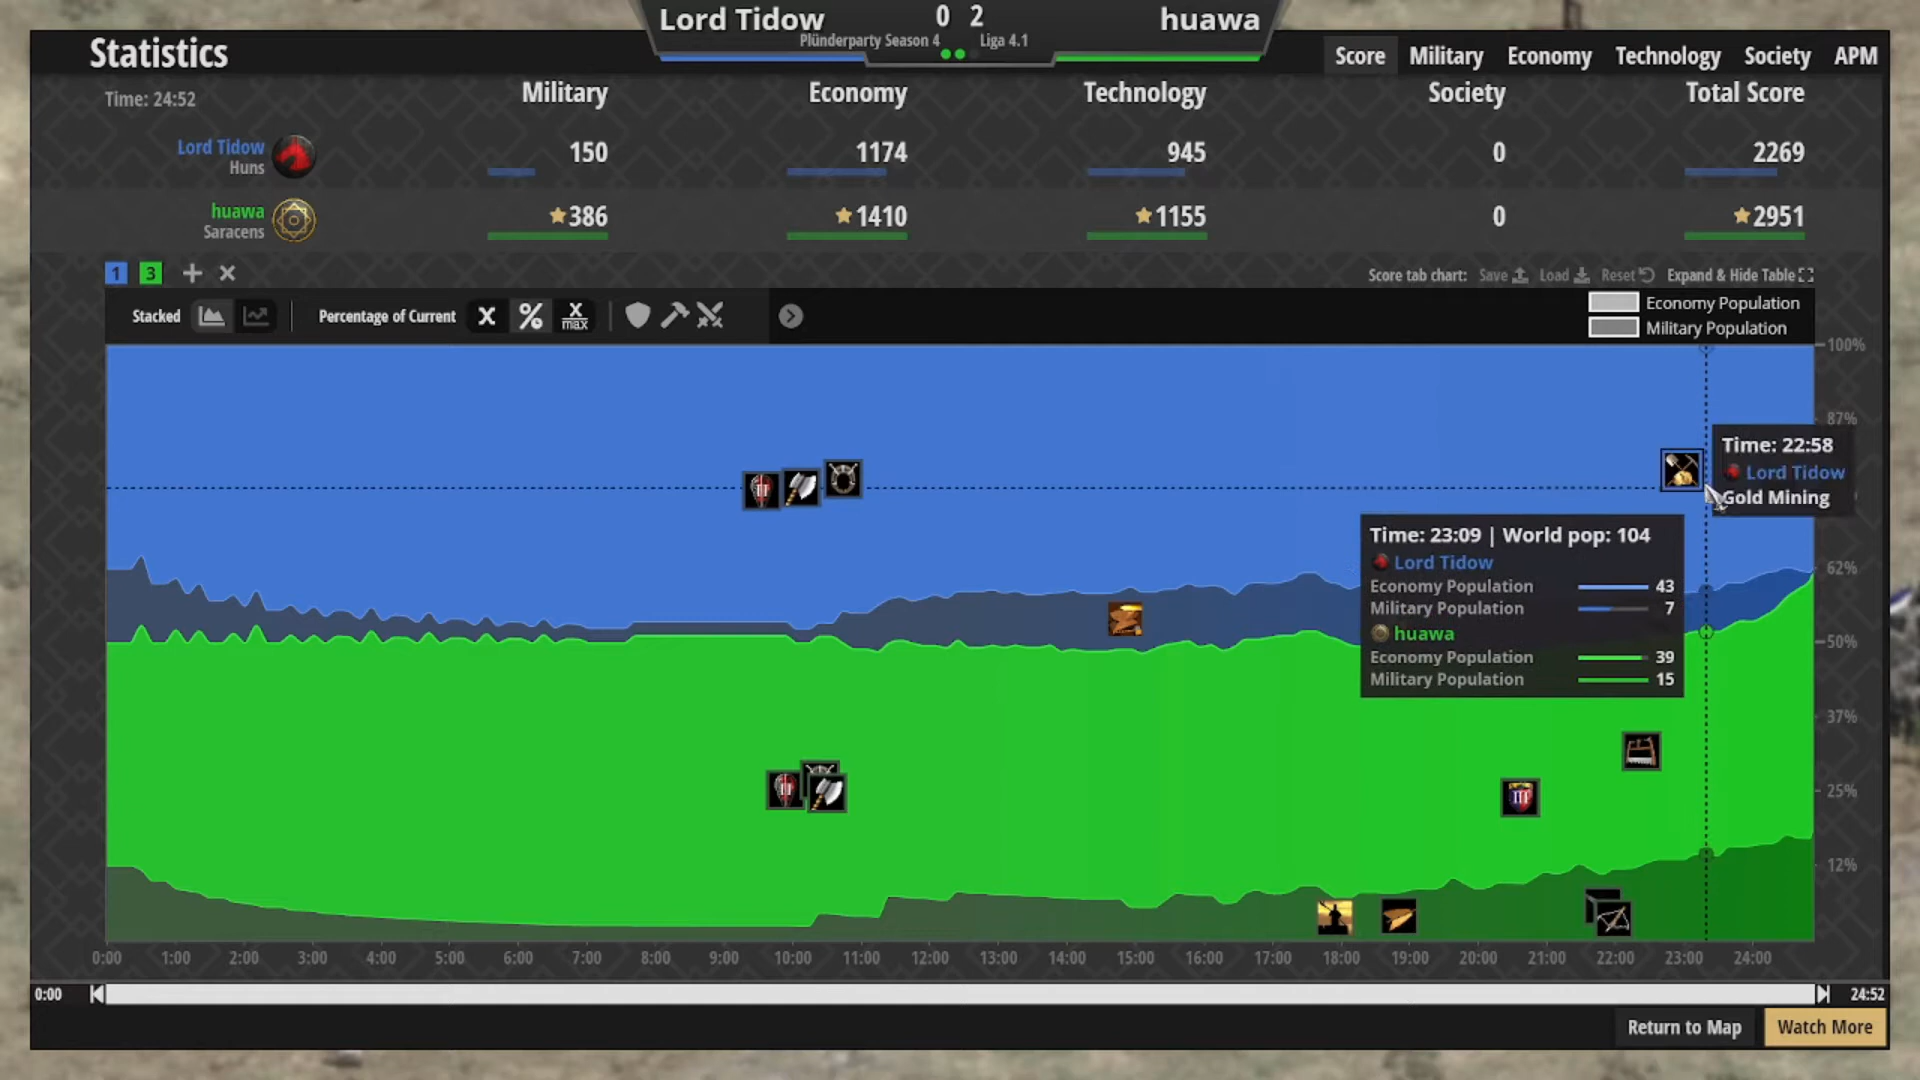 Lord Tidow 0 2 huawa
Plünderparty Season 4 Liga 4.1
Statistics
Score Military Economy Technology Society APM
Time: 24:52 Military Economy Technology Society Total Score
Lord Tidow
Huns
150 1174 945 0 2269
huawa
Saracens
386 1410 1155 0 2951
1 3
Score tab chart: Save Load Reset Expand & Hide Table
Stacked Percentage of Current X % X max
Economy Population
Military Population
100%
87%
Time: 22:58
Lord Tidow
Gold Mining
Time: 23:09 | World pop: 104
Lord Tidow
Economy Population 43
Military Population 7
huawa
Economy Population 39
Military Population 15
62%
50%
37%
25%
12%
II
II
III
0:00 1:00 2:00 3:00 4:00 5:00 6:00 7:00 8:00 9:00 10:00 11:00 12:00 13:00 14:00 15:00 16:00 17:00 18:00 19:00 20:00 21:00 22:00 23:00 24:00
0:00 24:52
Return to Map Watch More